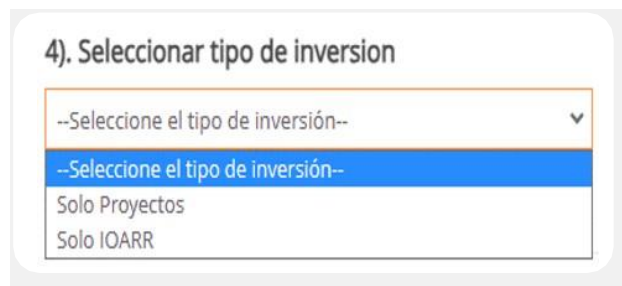 4). Seleccionar tipo de inversion
--Seleccione el tipo de inversión--
--Seleccione el tipo de inversión--
Solo Proyectos
Solo IOARR